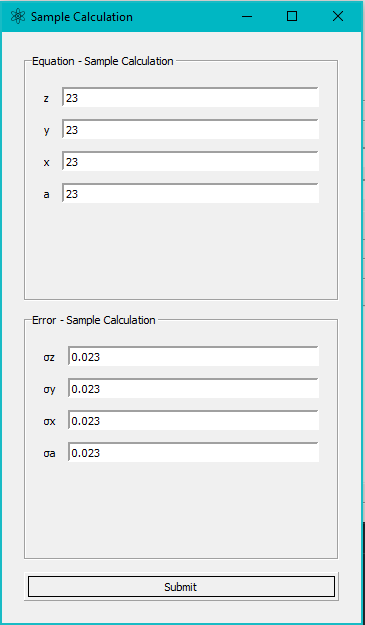 Sample Calculation
Equation - Sample Calculation
z 23
y 23
x 23
a 23
Error - Sample Calculation
σz 0.023
σy 0.023
σx 0.023
σa 0.023
Submit